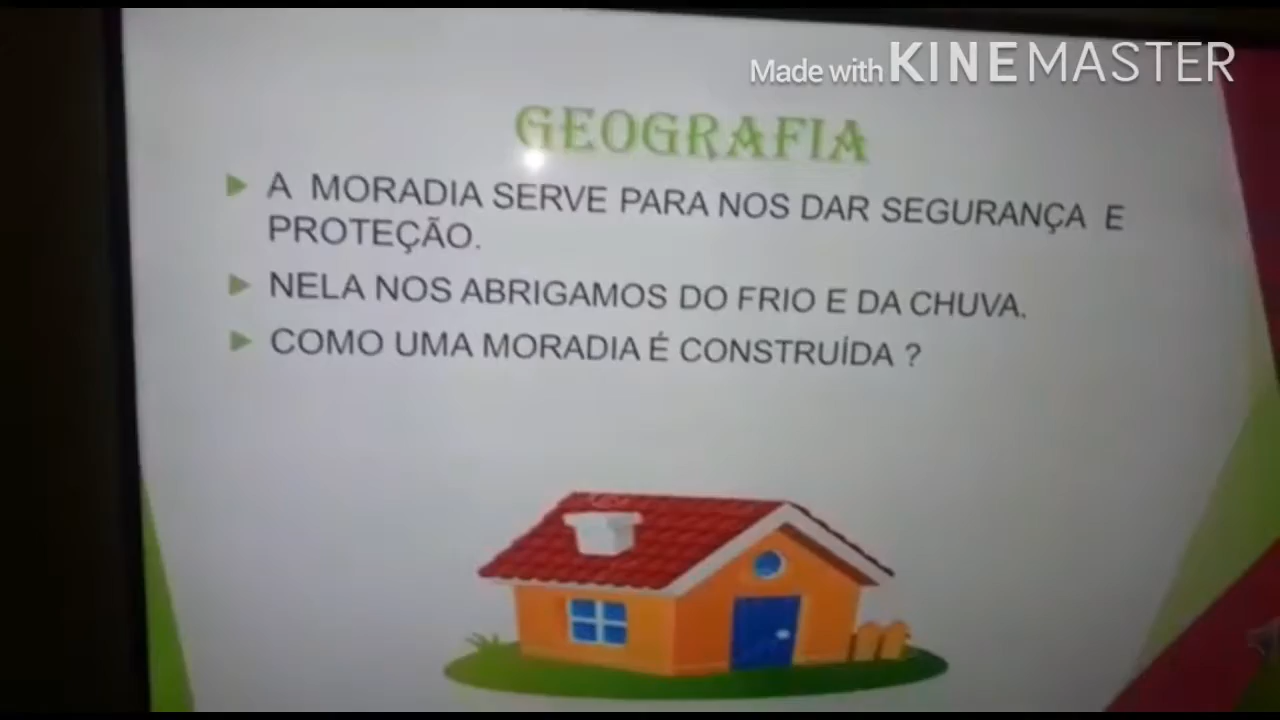 Made with KINEMASTER
GEOGRAFIA
A MORADIA SERVE PARA NOS DAR SEGURANÇA E
PROTEÇÃO.
NELA NOS ABRIGAMOS DO FRIO E DA CHUVA.
COMO UMA MORADIA É CONSTRUÍDA ?